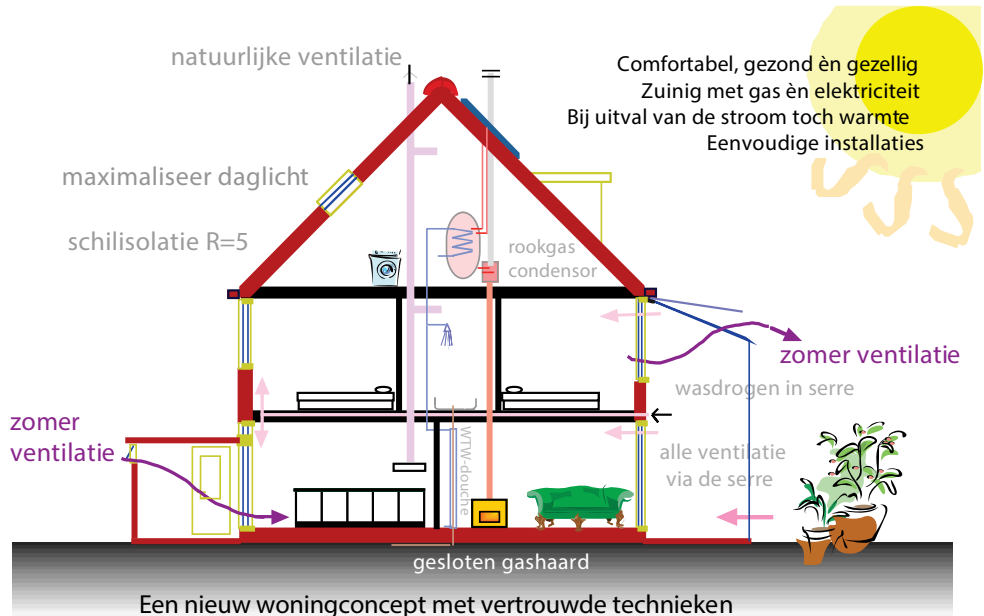 natuurlijke ventilatie
Comfortabel, gezond èn gezellig
Zuinig met gas èn elektriciteit
Bij uitval van de stroom toch warmte
Eenvoudige installaties
maximaliseer daglicht
schilisolatie R=5
rookgas
condensor
zomer ventilatie
wasdrogen in serre
zomer
ventilatie
WTW-douche
alle ventilatie
via de serre
gesloten gashaard
Een nieuw woningconcept met vertrouwde technieken